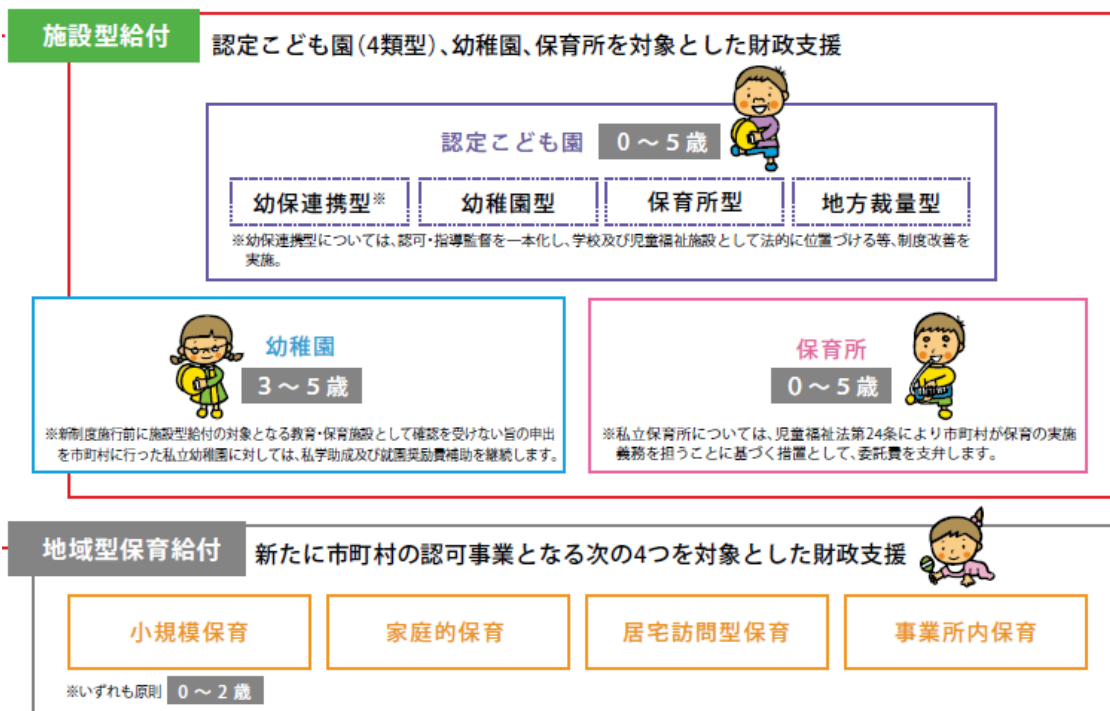 施設型給付
認定こども園(4類型)、幼稚園、保育所を対象とした財政支援
認定こども園 0～5歳
幼保連携型※ 幼稚園型 保育所型 地方裁量型
※幼保連携型については、認可・指導監督を一本化し、学校及び児童福祉施設として法的に位置づける等、制度改善を
実施。
幼稚園
3～5歳
※新制度施行前に施設型給付の対象となる教育・保育施設として確認を受けない旨の申出
を市町村に行った私立幼稚園に対しては、私学助成及び就園奨励費補助を継続します。
保育所
0～5歳
※私立保育所については、児童福祉法第24条により市町村が保育の実施
義務を担うことに基づく措置として、委託費を支弁します。
地域型保育給付
新たに市町村の認可事業となる次の4つを対象とした財政支援
小規模保育 家庭的保育 居宅訪問型保育 事業所内保育
※いずれも原則 0～2歳